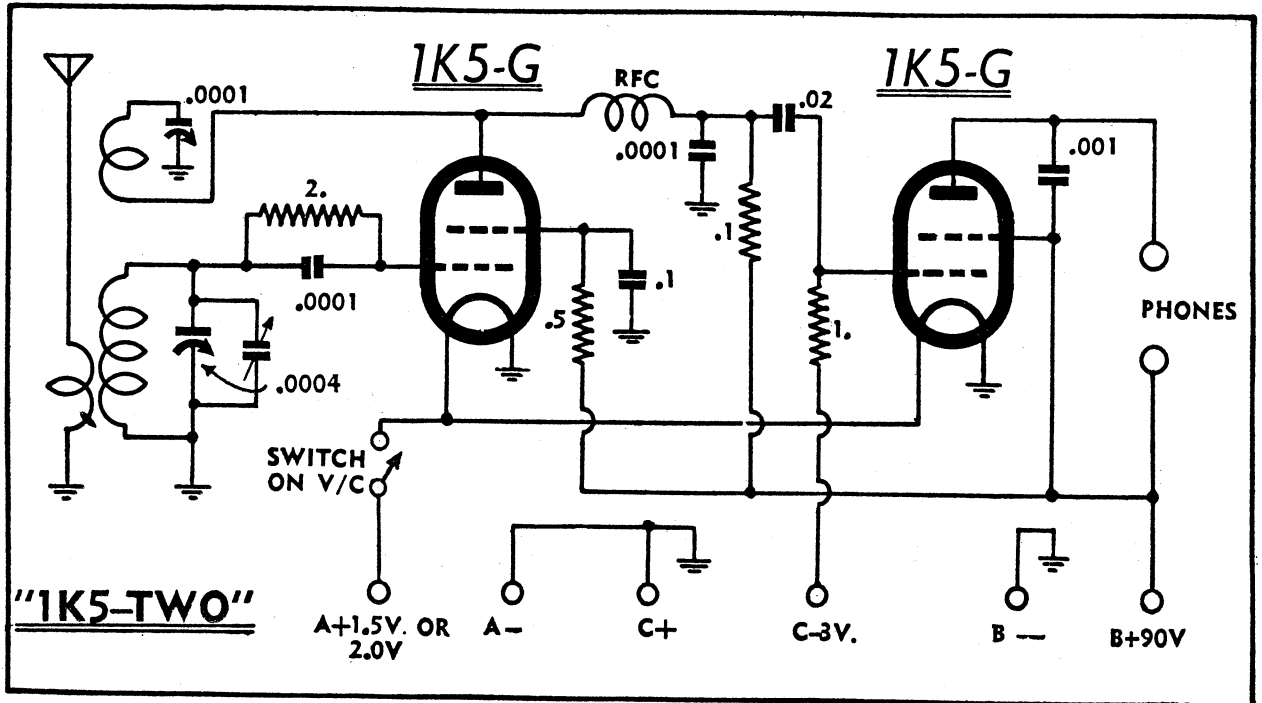 1K5-G
1K5-G
RFC
.0001
.02
.0001
.001
2.
.1
.0001
.1
.5
1.
PHONES
.0004
SWITCH
ON V/C
"1K5-TWO"
A+1.5V. OR
2.0V
A-
C+
C-3V.
B —
B+90V